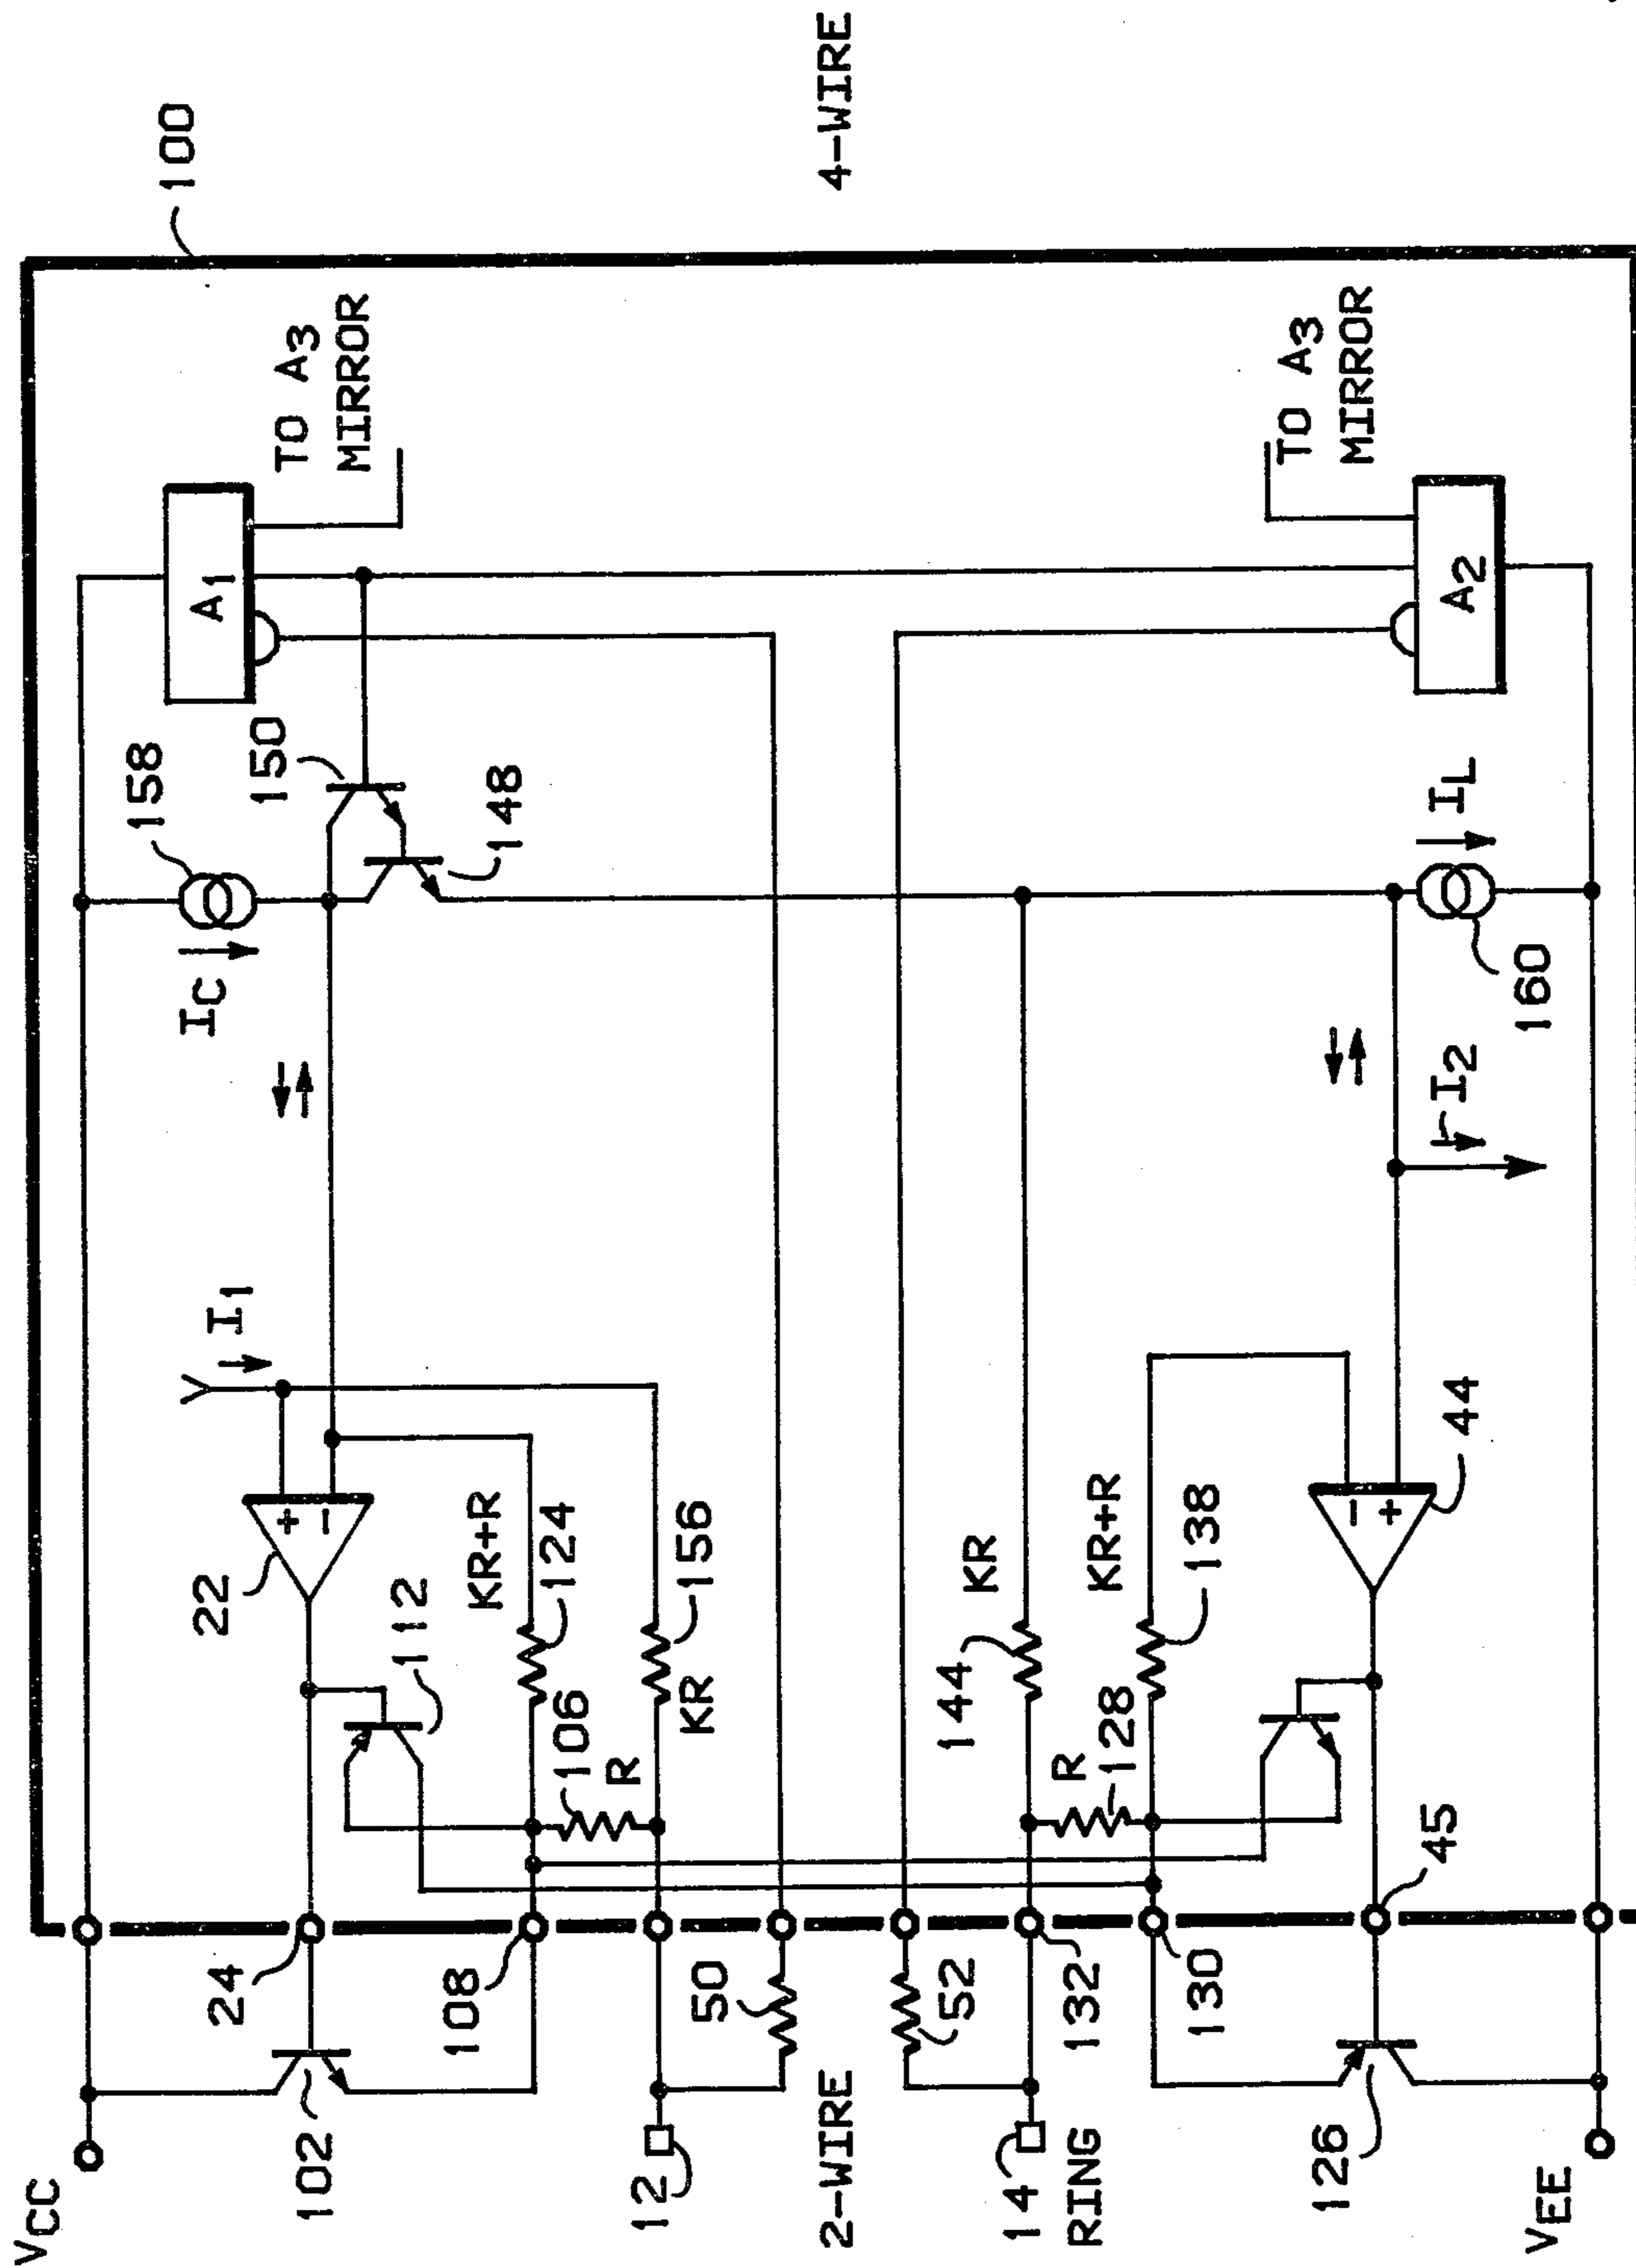 VCC
102
24
108
12
2-WIRE
50
52
14
RING
132
130
126
45
VEE
22
112
KR+R
124
106
R
156
KR
I1
144
KR
R
128
KR+R
138
44
IC
158
150
148
I2
160
IL
A1
TO A3
MIRROR
A2
TO A3
MIRROR
100
4-WIRE
+
−
−
+